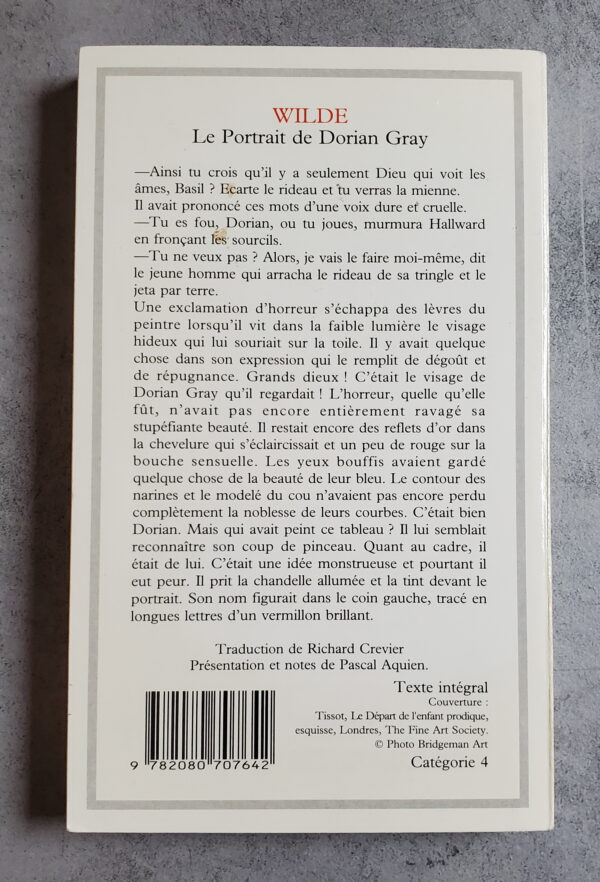 WILDE
Le Portrait de Dorian Gray
—Ainsi tu crois qu'il y a seulement Dieu qui voit les
âmes, Basil ? Ecarte le rideau et tu verras la mienne.
Il avait prononcé ces mots d'une voix dure et cruelle.
—Tu es fou, Dorian, ou tu joues, murmura Hallward
en fronçant les sourcils.
—Tu ne veux pas ? Alors, je vais le faire moi-même, dit
le jeune homme qui arracha le rideau de sa tringle et le
jeta par terre.
Une exclamation d'horreur s'échappa des lèvres du
peintre lorsqu'il vit dans la faible lumière le visage
hideux qui lui souriait sur la toile. Il y avait quelque
chose dans son expression qui le remplit de dégoût et
de répugnance. Grands dieux ! C'était le visage de
Dorian Gray qu'il regardait ! L'horreur, quelle qu'elle
fût, n'avait pas encore entièrement ravagé sa
stupéfiante beauté. Il restait encore des reflets d'or dans
la chevelure qui s'éclaircissait et un peu de rouge sur la
bouche sensuelle. Les yeux bouffis avaient gardé
quelque chose de la beauté de leur bleu. Le contour des
narines et le modelé du cou n'avaient pas encore perdu
complètement la noblesse de leurs courbes. C'était bien
Dorian. Mais qui avait peint ce tableau ? Il lui semblait
reconnaître son coup de pinceau. Quant au cadre, il
était de lui. C'était une idée monstrueuse et pourtant il
eut peur. Il prit la chandelle allumée et la tint devant le
portrait. Son nom figurait dans le coin gauche, tracé en
longues lettres d'un vermillon brillant.
Traduction de Richard Crevier
Présentation et notes de Pascal Aquien.
Texte intégral
Couverture :
Tissot, Le Départ de l'enfant prodique,
esquisse, Londres, The Fine Art Society.
© Photo Bridgeman Art
Catégorie 4
9 782080 707642